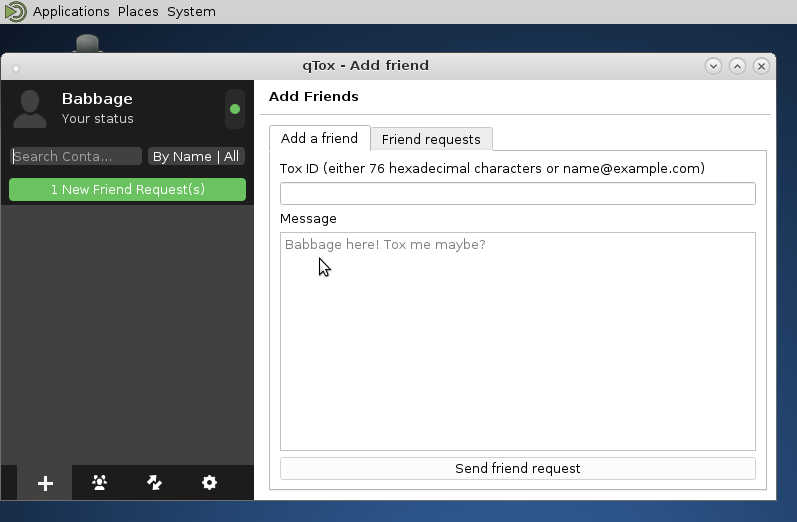 Applications Places System
qTox - Add friend
Babbage
Your status
Search Conta...
By Name | All
1 New Friend Request(s)
Add Friends
Add a friend
Friend requests
Tox ID (either 76 hexadecimal characters or name@example.com)
Message
Babbage here! Tox me maybe?
Send friend request